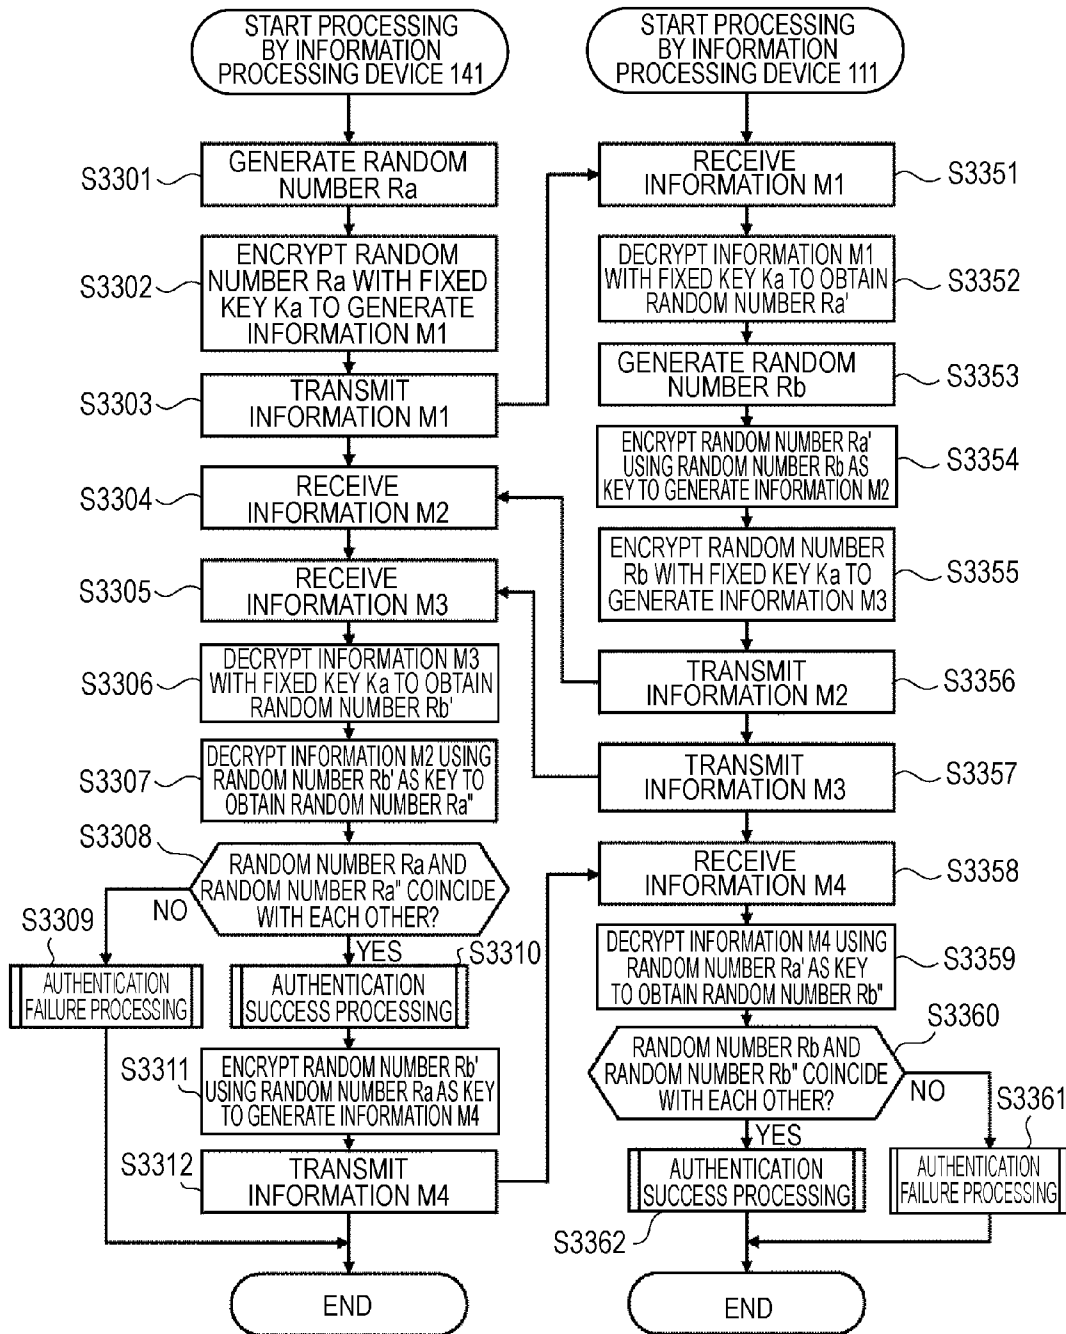 START PROCESSING
BY INFORMATION
PROCESSING DEVICE 141
S3301
GENERATE RANDOM
NUMBER Ra
S3302
ENCRYPT RANDOM
NUMBER Ra WITH FIXED
KEY Ka TO GENERATE
INFORMATION M1
S3303
TRANSMIT
INFORMATION M1
S3304
RECEIVE
INFORMATION M2
S3305
RECEIVE
INFORMATION M3
S3306
DECRYPT INFORMATION M3
WITH FIXED KEY Ka TO OBTAIN
RANDOM NUMBER Rb'
S3307
DECRYPT INFORMATION M2 USING
RANDOM NUMBER Rb' AS KEY TO
OBTAIN RANDOM NUMBER Ra"
S3308
RANDOM NUMBER Ra AND
RANDOM NUMBER Ra" COINCIDE
WITH EACH OTHER?
NO
YES
S3309
AUTHENTICATION
FAILURE PROCESSING
S3310
AUTHENTICATION
SUCCESS PROCESSING
S3311
ENCRYPT RANDOM NUMBER Rb'
USING RANDOM NUMBER Ra AS KEY
TO GENERATE INFORMATION M4
S3312
TRANSMIT
INFORMATION M4
END
START PROCESSING
BY INFORMATION
PROCESSING DEVICE 111
RECEIVE
INFORMATION M1
S3351
DECRYPT INFORMATION M1
WITH FIXED KEY Ka TO OBTAIN
RANDOM NUMBER Ra'
S3352
GENERATE RANDOM
NUMBER Rb
S3353
ENCRYPT RANDOM NUMBER Ra'
USING RANDOM NUMBER Rb AS
KEY TO GENERATE INFORMATION M2
S3354
ENCRYPT RANDOM NUMBER
Rb WITH FIXED KEY Ka TO
GENERATE INFORMATION M3
S3355
TRANSMIT
INFORMATION M2
S3356
TRANSMIT
INFORMATION M3
S3357
RECEIVE
INFORMATION M4
S3358
DECRYPT INFORMATION M4 USING
RANDOM NUMBER Ra' AS KEY
TO OBTAIN RANDOM NUMBER Rb"
S3359
S3360
RANDOM NUMBER Rb AND
RANDOM NUMBER Rb" COINCIDE
WITH EACH OTHER?
NO
YES
S3361
AUTHENTICATION
FAILURE PROCESSING
AUTHENTICATION
SUCCESS PROCESSING
S3362
END